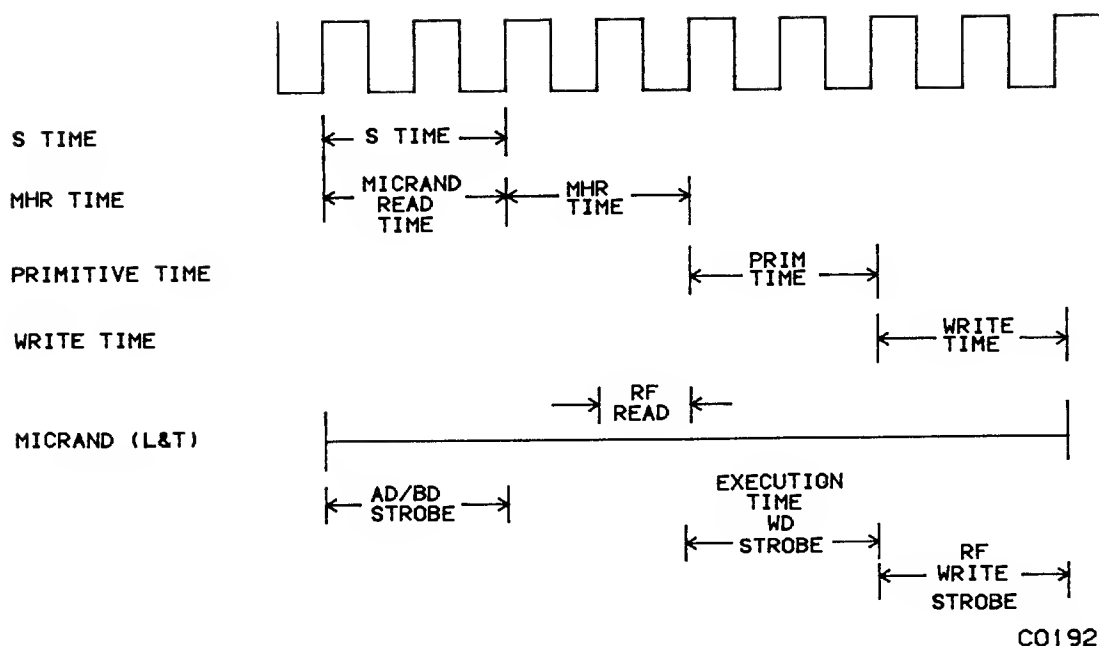 S TIME
S TIME
MHR TIME
MICRAND
READ
TIME
MHR
TIME
PRIMITIVE TIME
PRIM
TIME
WRITE TIME
WRITE
TIME
RF
READ
MICRAND (L&T)
AD/BD
STROBE
EXECUTION
TIME
WD
STROBE
RF
WRITE
STROBE
CO192